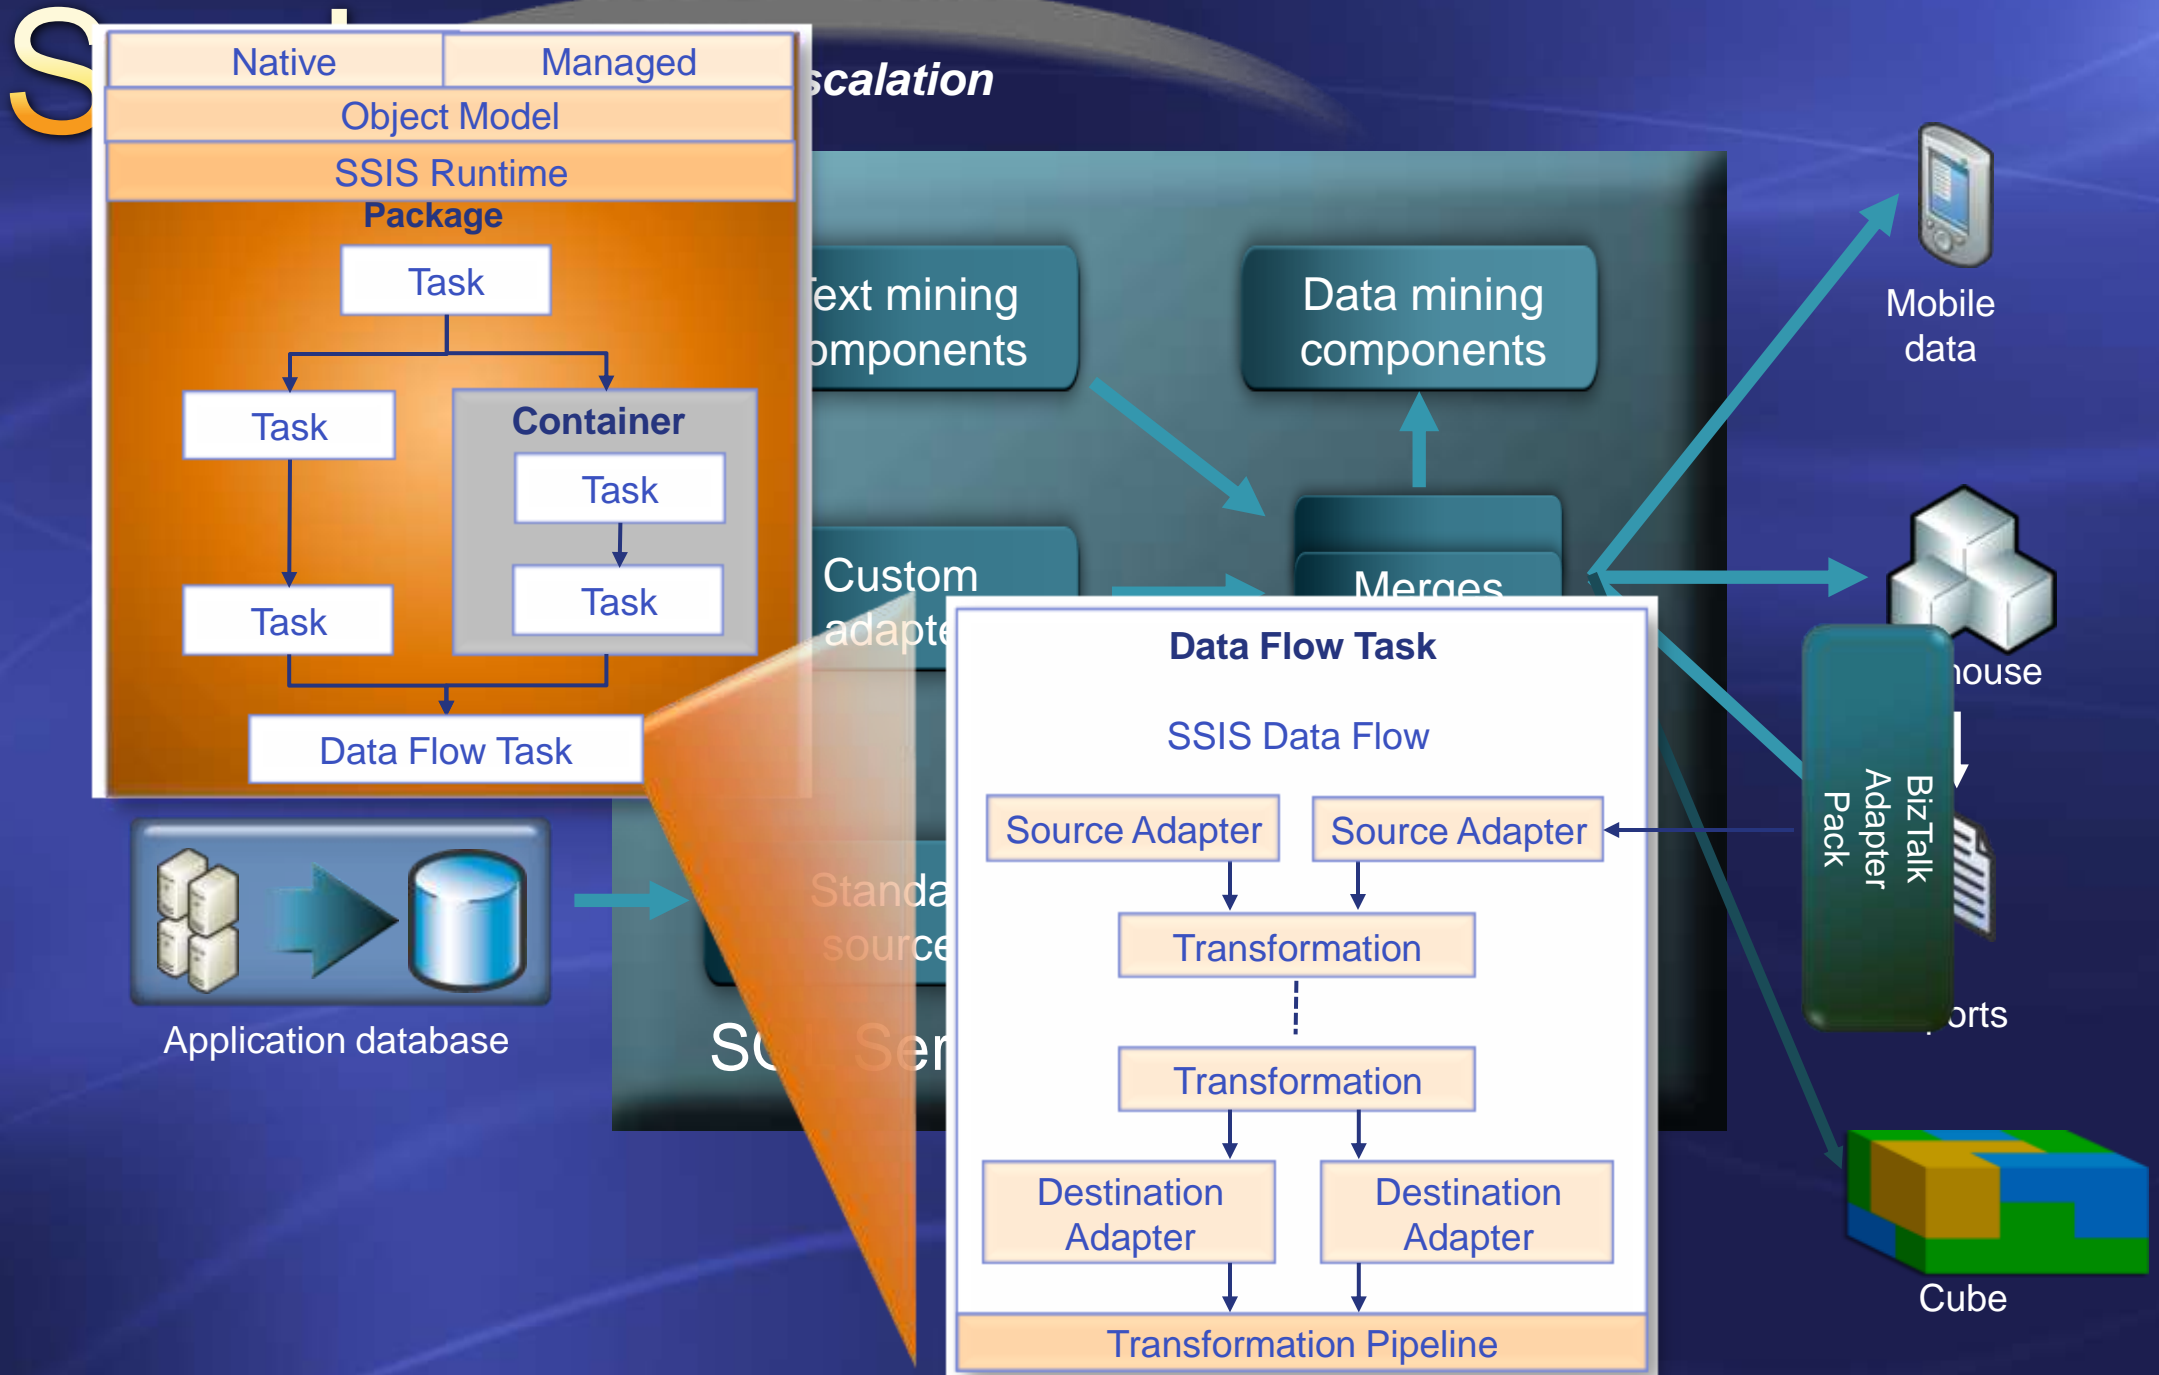 Native
Managed
Object Model
SSIS Runtime
Package
Task
Task
Container
Task
Task
Task
Data Flow Task
scalation
ext mining
omponents
Data mining
components
Custom
adapte
Merges
Standa
source
Application database
Data Flow Task
SSIS Data Flow
Source Adapter
Source Adapter
Transformation
Transformation
Destination
Adapter
Destination
Adapter
Transformation Pipeline
Mobile
data
house
BizTalk
Adapter
Pack
orts
Cube